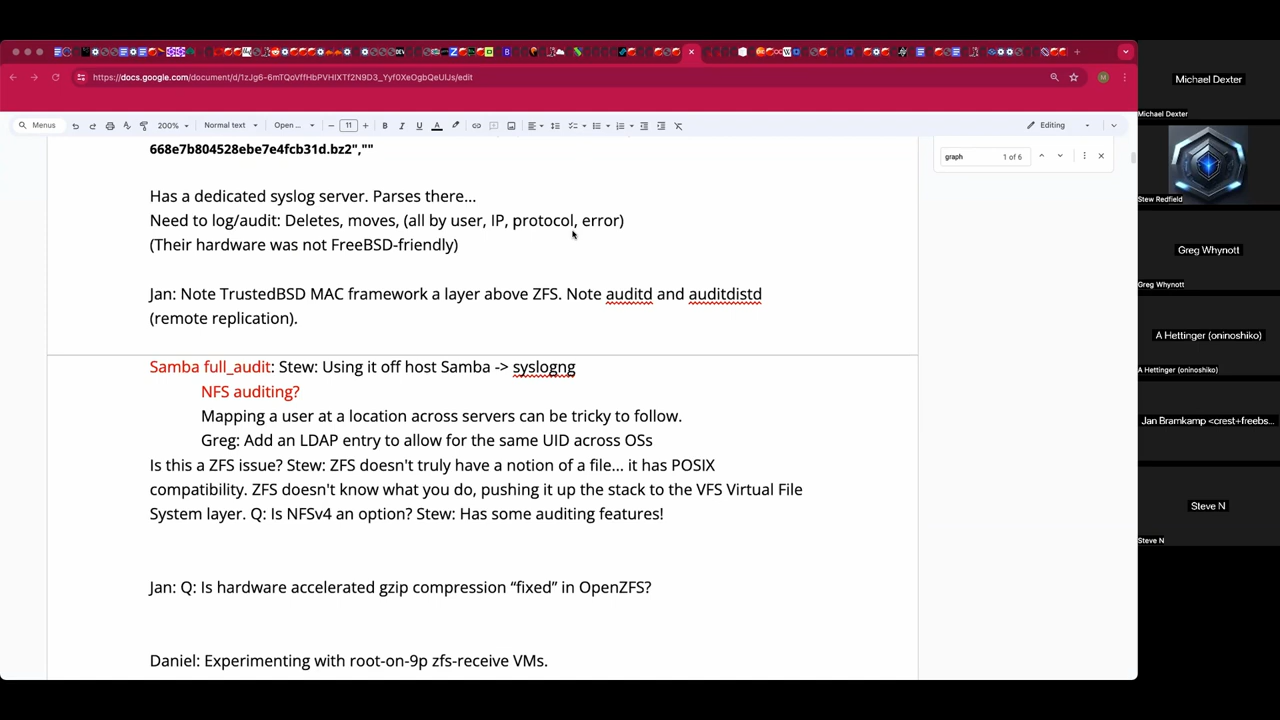 https://docs.google.com/document/d/1zJg6-6mTQoVffHbPVHIXTf2N9D3_Yyf0XeOgbQeUlJs/edit
M
Menus
200%
Normal text
Open ...
11
Editing
graph
1 of 6
668e7b804528ebe7e4fcb31d.bz2",""
Has a dedicated syslog server. Parses there...
Need to log/audit: Deletes, moves, (all by user, IP, protocol, error)
(Their hardware was not FreeBSD-friendly)
Jan: Note TrustedBSD MAC framework a layer above ZFS. Note auditd and auditdistd
(remote replication).
Samba full_audit: Stew: Using it off host Samba -> syslogng
NFS auditing?
Mapping a user at a location across servers can be tricky to follow.
Greg: Add an LDAP entry to allow for the same UID across OSs
Is this a ZFS issue? Stew: ZFS doesn't truly have a notion of a file... it has POSIX
compatibility. ZFS doesn't know what you do, pushing it up the stack to the VFS Virtual File
System layer. Q: Is NFSv4 an option? Stew: Has some auditing features!
Jan: Q: Is hardware accelerated gzip compression “fixed” in OpenZFS?
Daniel: Experimenting with root-on-9p zfs-receive VMs.
Michael Dexter
Michael Dexter
Stew Redfield
Greg Whynott
Greg Whynott
A Hettinger (oninoshiko)
A Hettinger (oninoshiko)
Jan Bramkamp <crest+freebs...
Steve N
Steve N